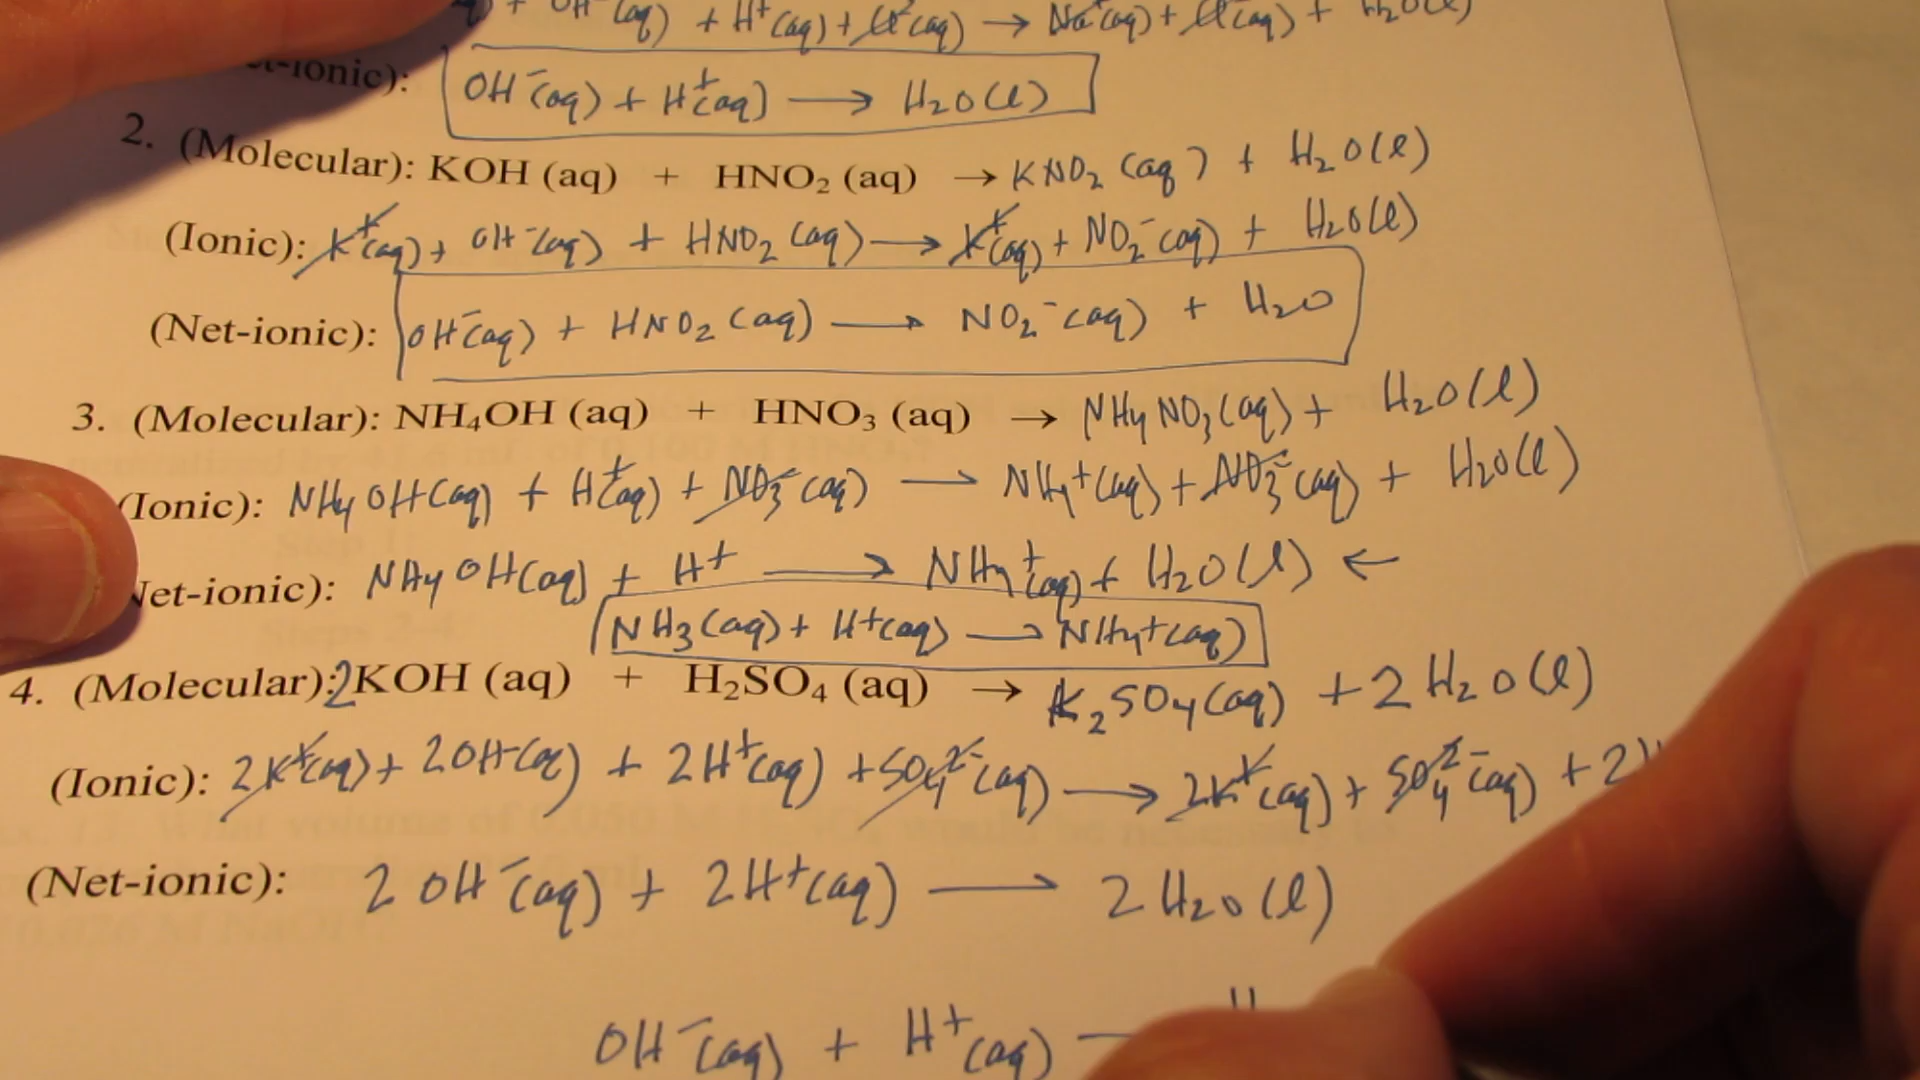 + OH⁻(aq) + H⁺(aq) + Cl⁻(aq) → Na⁺(aq) + Cl⁻(aq) + H₂O(l)
-ionic): OH⁻(aq) + H⁺(aq) → H₂O(l)
2. (Molecular): KOH (aq) + HNO₂ (aq) → KNO₂ (aq) + H₂O(l)
(Ionic): K⁺(aq) + OH⁻(aq) + HNO₂ (aq) → K⁺(aq) + NO₂⁻(aq) + H₂O(l)
(Net-ionic): OH⁻(aq) + HNO₂ (aq) → NO₂⁻(aq) + H₂O
3. (Molecular): NH₄OH (aq) + HNO₃ (aq) → NH₄NO₃(aq) + H₂O(l)
(Ionic): NH₄OH(aq) + H⁺(aq) + NO₃⁻(aq) → NH₄⁺(aq) + NO₃⁻(aq) + H₂O(l)
Net-ionic): NH₄OH(aq) + H⁺ → NH₄⁺(aq) + H₂O(l) ←
NH₃(aq) + H⁺(aq) → NH₄⁺(aq)
4. (Molecular): 2KOH (aq) + H₂SO₄ (aq) → K₂SO₄(aq) + 2H₂O(l)
(Ionic): 2K⁺(aq) + 2OH⁻(aq) + 2H⁺(aq) + SO₄²⁻(aq) → 2K⁺(aq) + SO₄²⁻(aq) + 2
(Net-ionic): 2OH⁻(aq) + 2H⁺(aq) → 2H₂O(l)
OH⁻(aq) + H⁺(aq) —